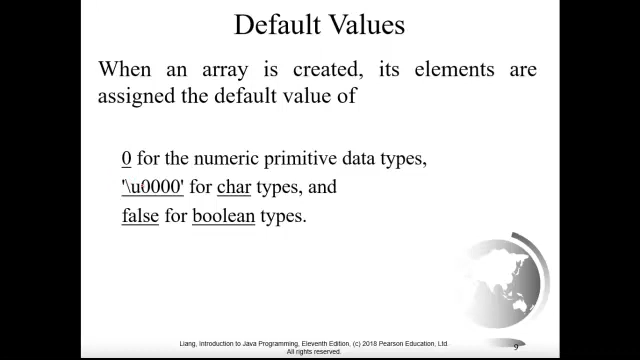 Default Values
When an array is created, its elements are
assigned the default value of
0 for the numeric primitive data types,
'\u0000' for char types, and
false for boolean types.
Liang, Introduction to Java Programming, Eleventh Edition, (c) 2018 Pearson Education, Ltd.
All rights reserved.
9